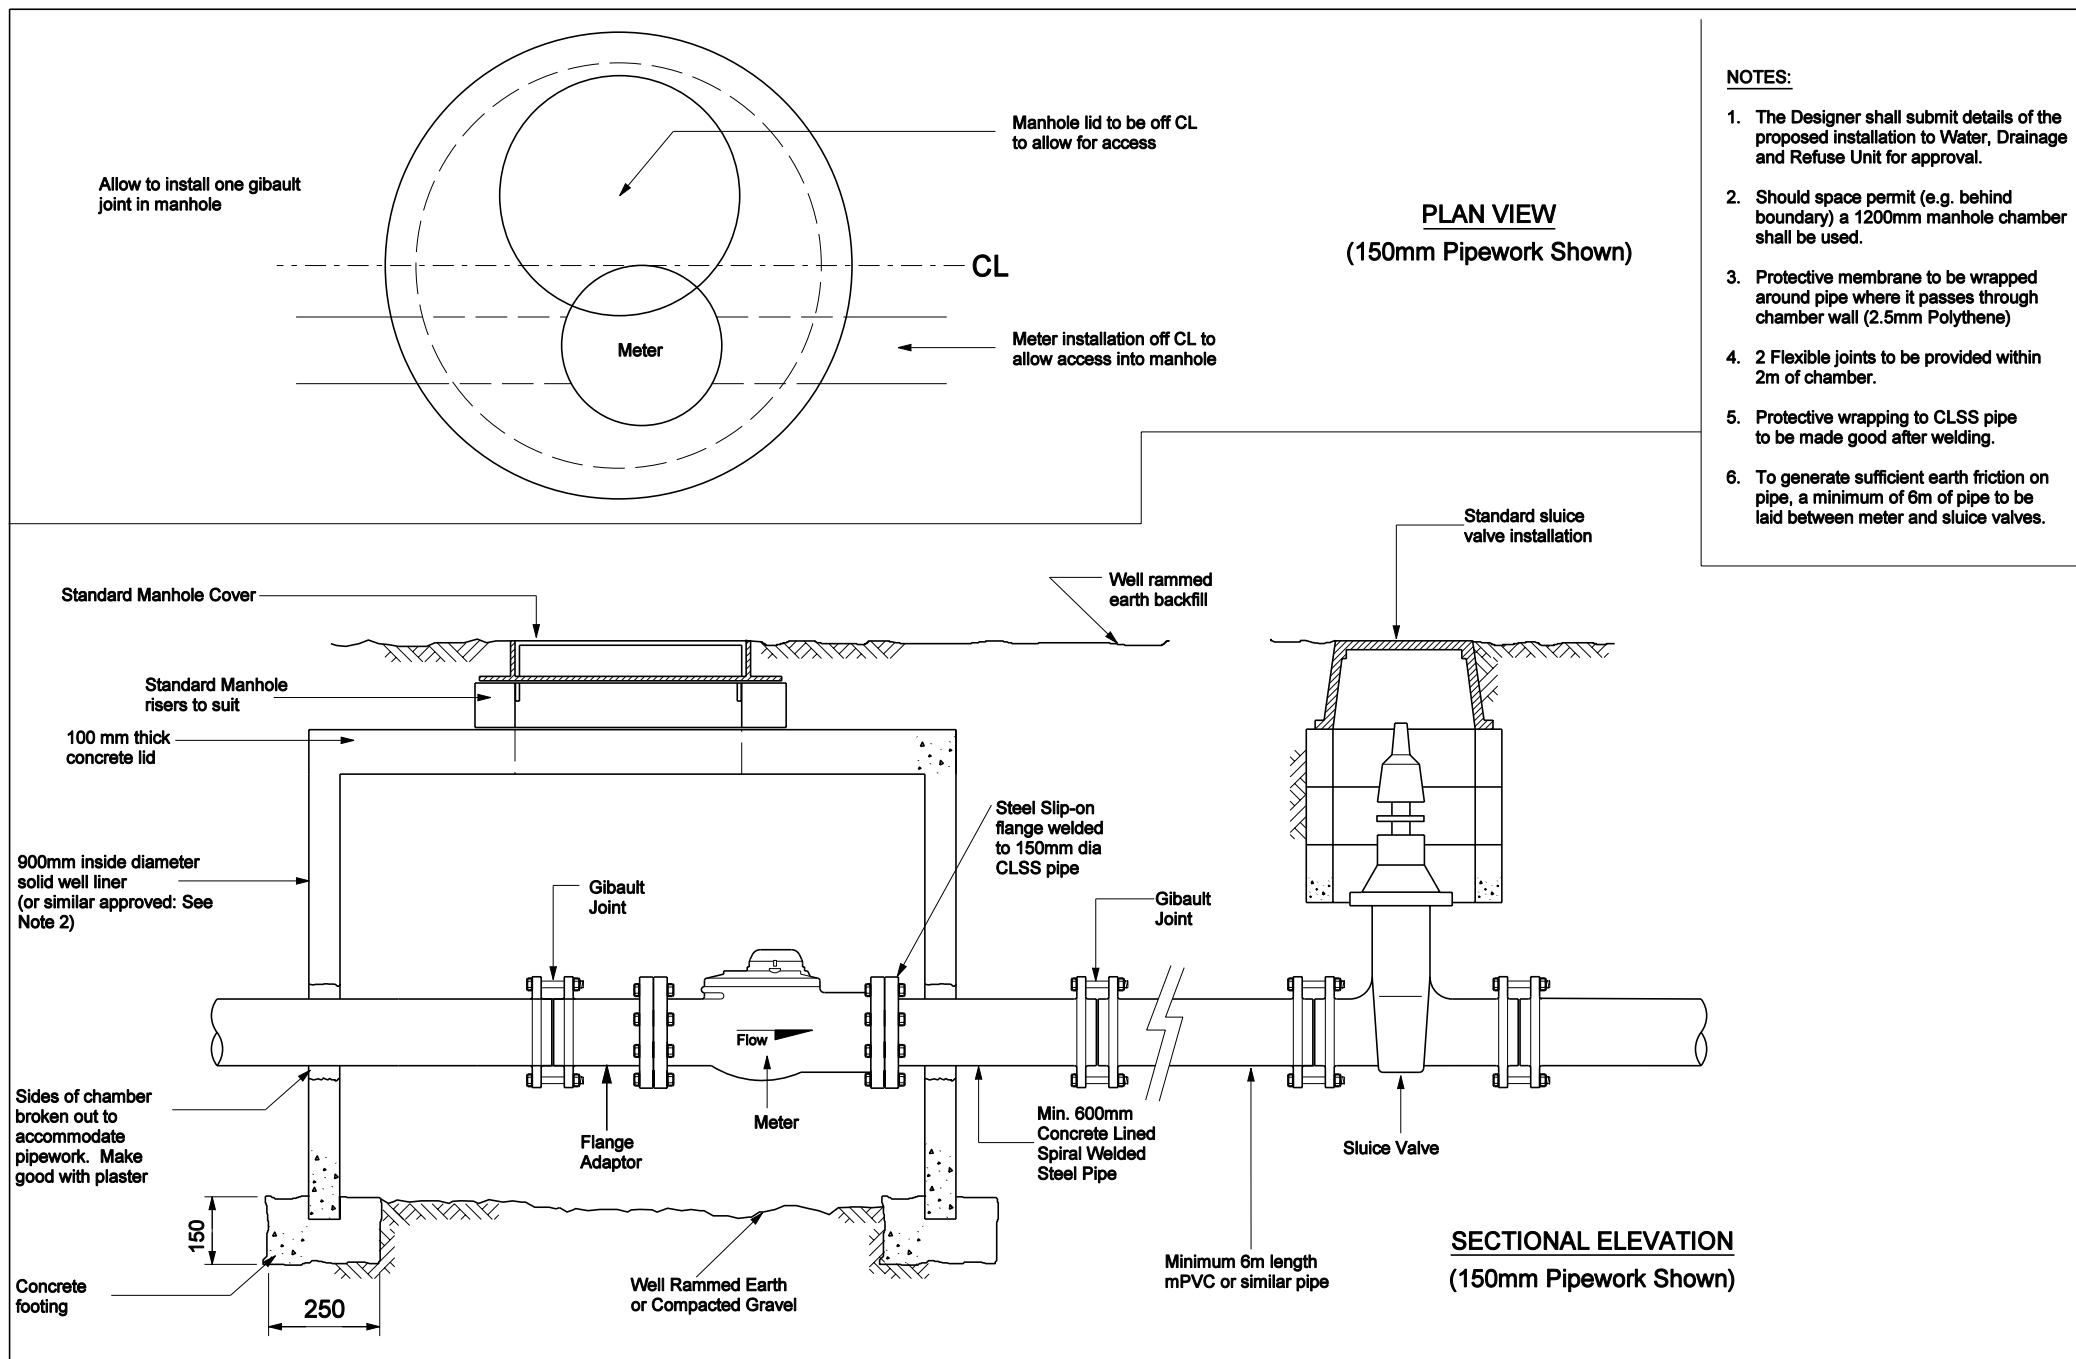 Allow to install one gibault
joint in manhole
Manhole lid to be off CL
to allow for access
CL
Meter
Meter installation off CL to
allow access into manhole
PLAN VIEW
(150mm Pipework Shown)
NOTES:
1. The Designer shall submit details of the
proposed installation to Water, Drainage
and Refuse Unit for approval.
2. Should space permit (e.g. behind
boundary) a 1200mm manhole chamber
shall be used.
3. Protective membrane to be wrapped
around pipe where it passes through
chamber wall (2.5mm Polythene)
4. 2 Flexible joints to be provided within
2m of chamber.
5. Protective wrapping to CLSS pipe
to be made good after welding.
6. To generate sufficient earth friction on
pipe, a minimum of 6m of pipe to be
laid between meter and sluice valves.
Standard sluice
valve installation
Well rammed
earth backfill
Standard Manhole Cover
Standard Manhole
risers to suit
100 mm thick
concrete lid
900mm inside diameter
solid well liner
(or similar approved: See
Note 2)
Gibault
Joint
Steel Slip-on
flange welded
to 150mm dia
CLSS pipe
Gibault
Joint
Flow
Sides of chamber
broken out to
accommodate
pipework. Make
good with plaster
Flange
Adaptor
Meter
Min. 600mm
Concrete Lined
Spiral Welded
Steel Pipe
Sluice Valve
150
Concrete
footing
250
Well Rammed Earth
or Compacted Gravel
Minimum 6m length
mPVC or similar pipe
SECTIONAL ELEVATION
(150mm Pipework Shown)